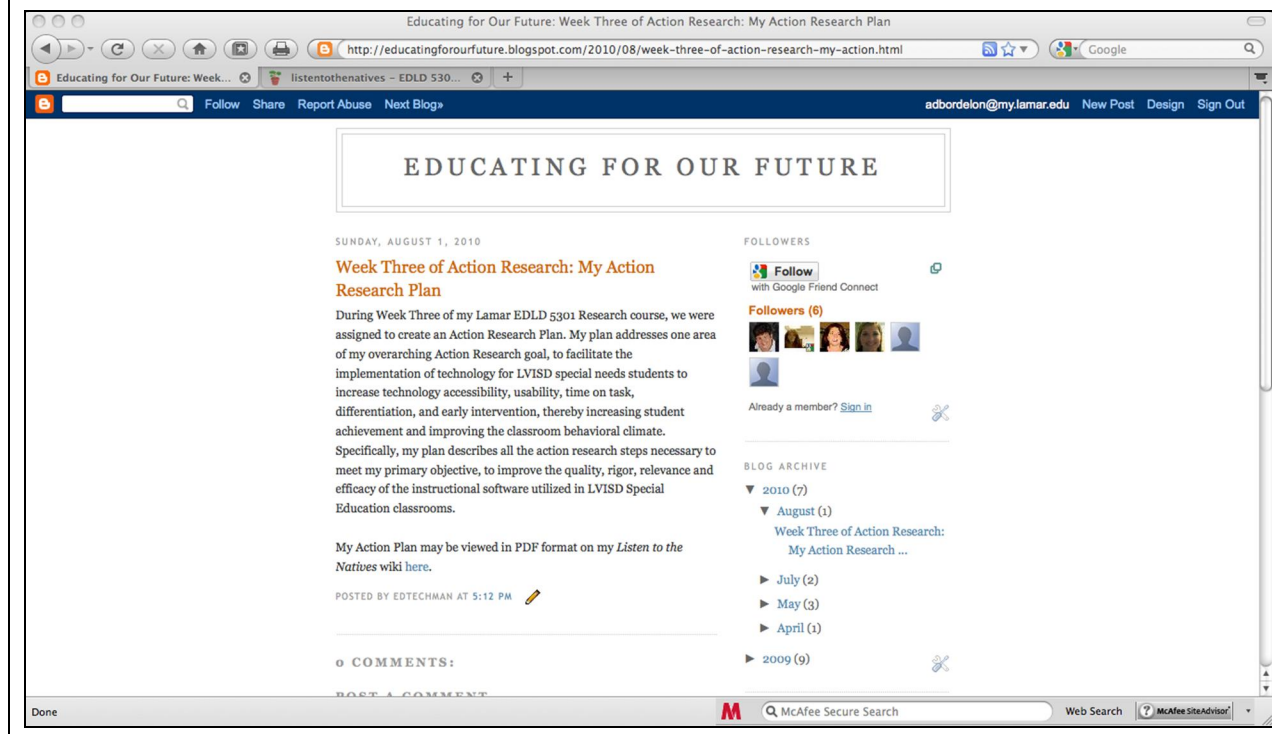 Educating for Our Future: Week Three of Action Research: My Action Research Plan
http://educatingforourfuture.blogspot.com/2010/08/week-three-of-action-research-my-action.html
Google
Educating for Our Future: Week...
listentothenatives – EDLD 530...
Follow Share Report Abuse Next Blog»
adbordelon@my.lamar.edu New Post Design Sign Out
EDUCATING FOR OUR FUTURE
SUNDAY, AUGUST 1, 2010
Week Three of Action Research: My Action
Research Plan
During Week Three of my Lamar EDLD 5301 Research course, we were
assigned to create an Action Research Plan. My plan addresses one area
of my overarching Action Research goal, to facilitate the
implementation of technology for LVISD special needs students to
increase technology accessibility, usability, time on task,
differentiation, and early intervention, thereby increasing student
achievement and improving the classroom behavioral climate.
Specifically, my plan describes all the action research steps necessary to
meet my primary objective, to improve the quality, rigor, relevance and
efficacy of the instructional software utilized in LVISD Special
Education classrooms.
My Action Plan may be viewed in PDF format on my Listen to the
Natives wiki here.
POSTED BY EDTECHMAN AT 5:12 PM
0 COMMENTS:
POST A COMMENT
FOLLOWERS
Follow
with Google Friend Connect
Followers (6)
Already a member? Sign in
BLOG ARCHIVE
▼ 2010 (7)
▼ August (1)
Week Three of Action Research:
My Action Research ...
► July (2)
► May (3)
► April (1)
► 2009 (9)
Done
McAfee Secure Search
Web Search
McAfee SiteAdvisor